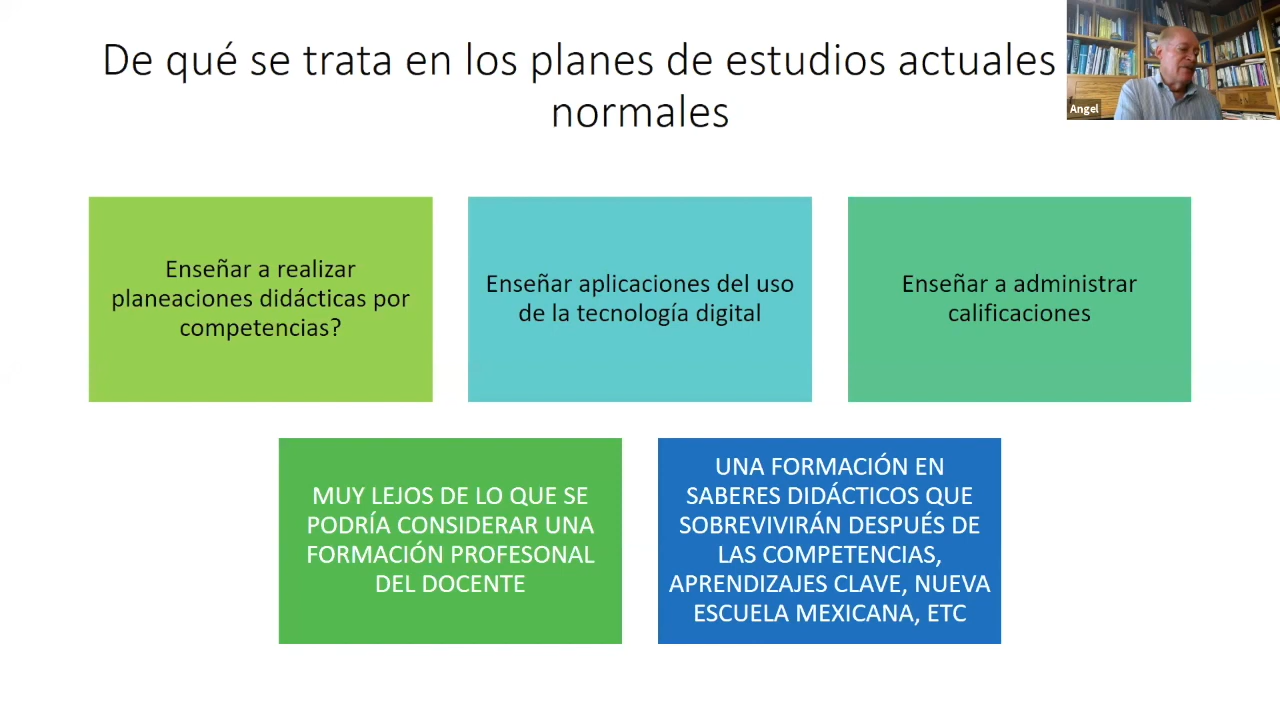 De qué se trata en los planes de estudios actuales
normales
Angel
Enseñar a realizar
planeaciones didácticas por
competencias?
Enseñar aplicaciones del uso
de la tecnología digital
Enseñar a administrar
calificaciones
MUY LEJOS DE LO QUE SE
PODRÍA CONSIDERAR UNA
FORMACIÓN PROFESONAL
DEL DOCENTE
UNA FORMACIÓN EN
SABERES DIDÁCTICOS QUE
SOBREVIVIRÁN DESPUÉS DE
LAS COMPETENCIAS,
APRENDIZAJES CLAVE, NUEVA
ESCUELA MEXICANA, ETC